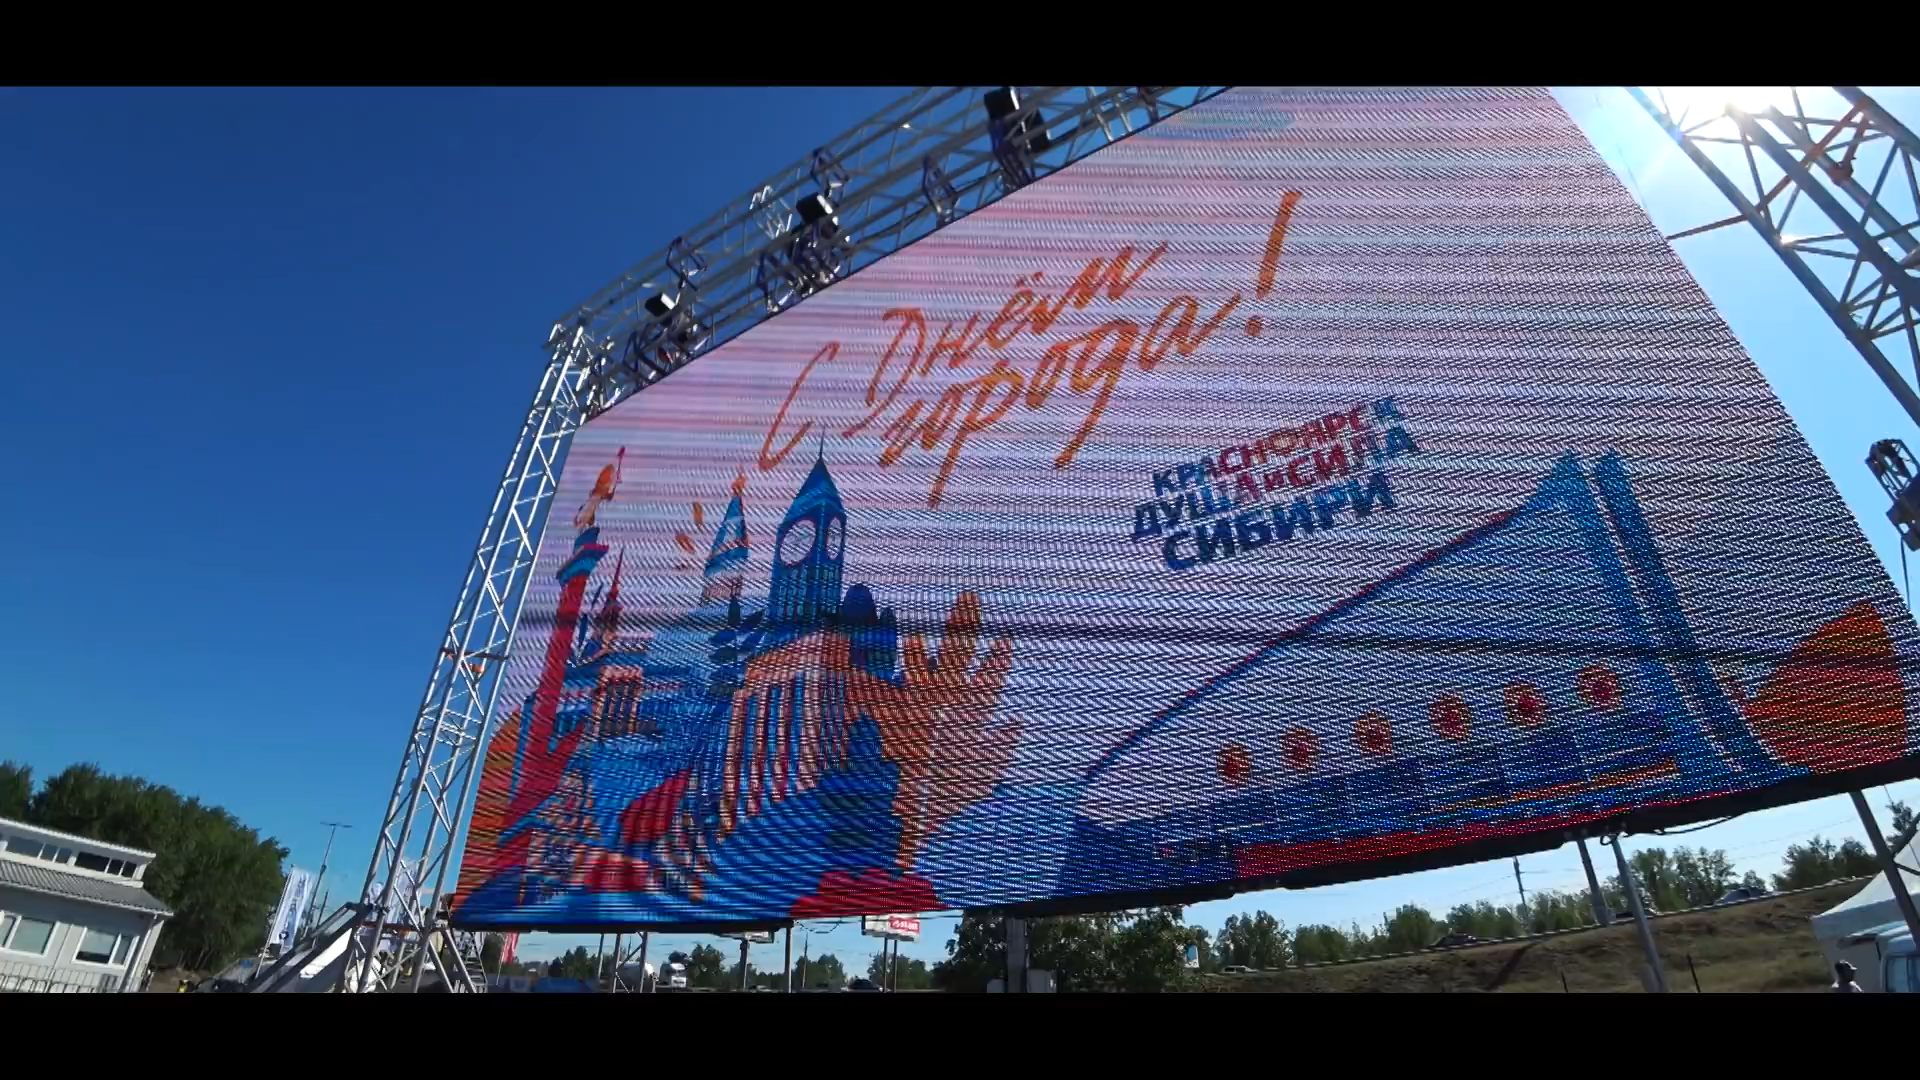 С Днём
города!
КРАСНОЯРСК
ДУША и СИЛА
СИБИРИ